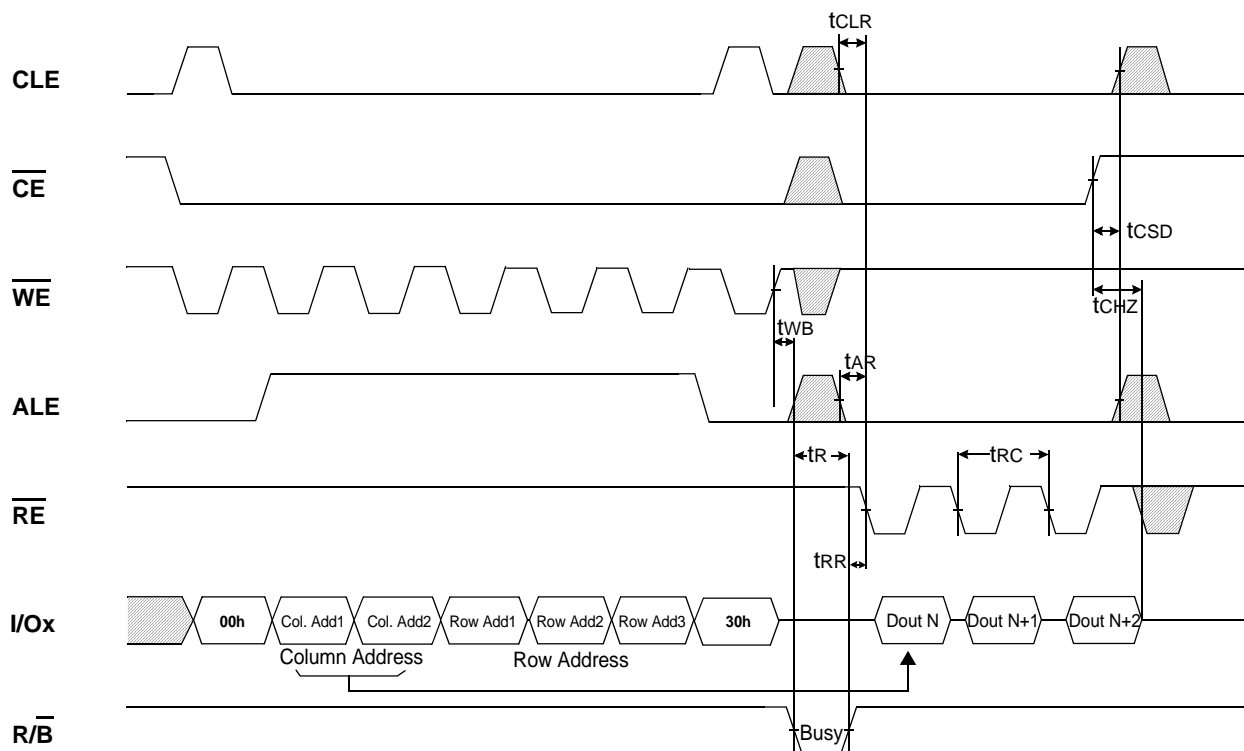 tCLR
CLE
CE
tCSD
WE
tCHZ
tWB
tAR
ALE
tR
tRC
RE
tRR
I/Ox
00h
Col. Add1
Col. Add2
Row Add1
Row Add2
Row Add3
30h
Dout N
Dout N+1
Dout N+2
Column Address
Row Address
R/B
Busy